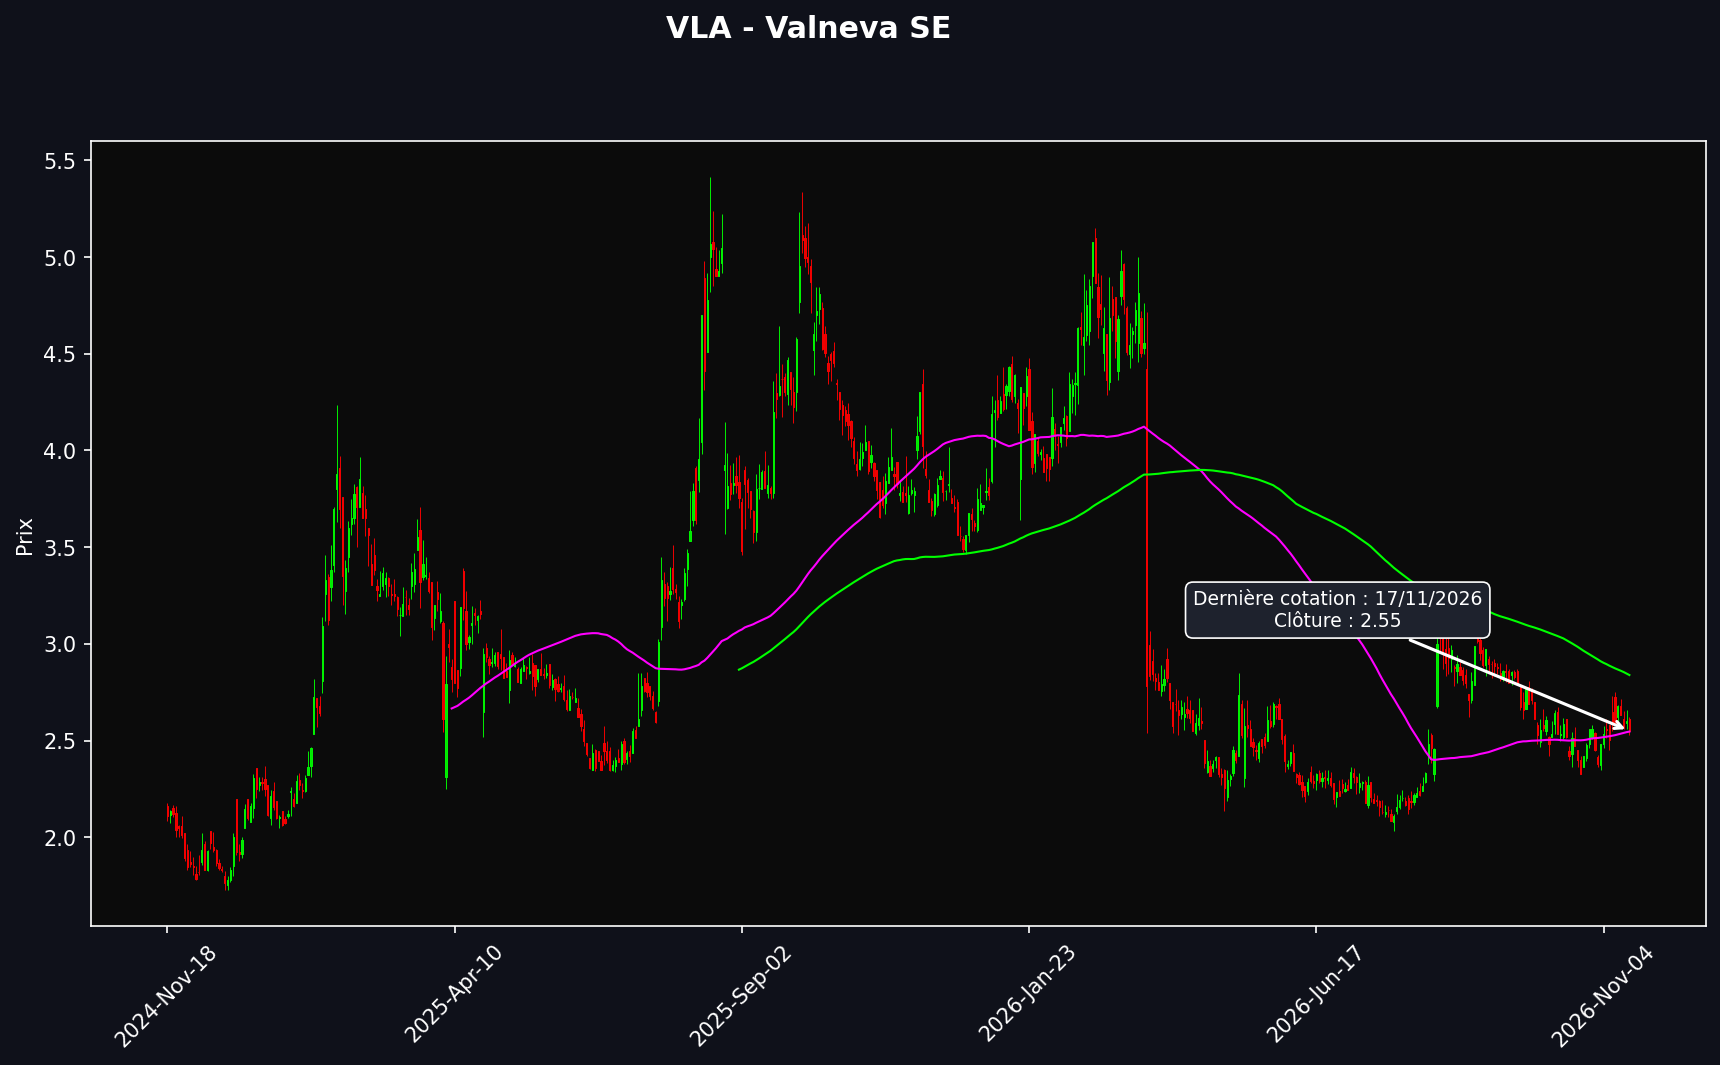 VLA - Valneva SE
Prix
5.5
5.0
4.5
4.0
3.5
3.0
2.5
2.0
Dernière cotation : 17/11/2026
Clôture : 2.55
2024-Nov-18
2025-Apr-10
2025-Sep-02
2026-Jan-23
2026-Jun-17
2026-Nov-04